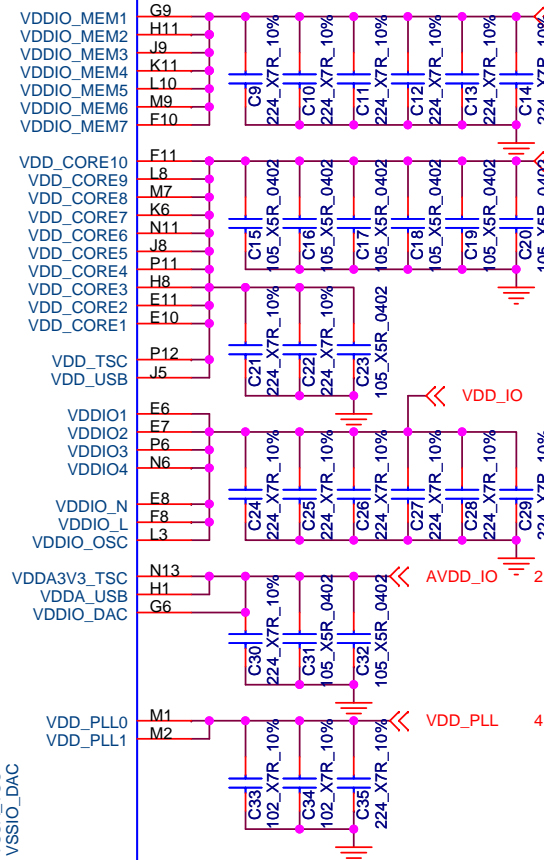 VDDIO_MEM1 G9
VDDIO_MEM2 H11
VDDIO_MEM3 J9
VDDIO_MEM4 K11
VDDIO_MEM5 L10
VDDIO_MEM6 M9
VDDIO_MEM7 F10
C9 224_X7R_10%
C10 224_X7R_10%
C11 224_X7R_10%
C12 224_X7R_10%
C13 224_X7R_10%
C14 224_X7R_10%
VDD_CORE10 F11
VDD_CORE9 L8
VDD_CORE8 M7
VDD_CORE7 K6
VDD_CORE6 N11
VDD_CORE5 J8
VDD_CORE4 P11
VDD_CORE3 H8
VDD_CORE2 E11
VDD_CORE1 E10
C15 105_X5R_0402
C16 105_X5R_0402
C17 105_X5R_0402
C18 105_X5R_0402
C19 105_X5R_0402
C20 105_X5R_0402
VDD_TSC P12
VDD_USB J5
C21 224_X7R_10%
C22 224_X7R_10%
C23 105_X5R_0402
VDD_IO
VDDIO1 E6
VDDIO2 E7
VDDIO3 P6
VDDIO4 N6
VDDIO_N E8
VDDIO_L F8
VDDIO_OSC L3
C24 224_X7R_10%
C25 224_X7R_10%
C26 224_X7R_10%
C27 224_X7R_10%
C28 224_X7R_10%
C29 224_X7R_10%
VDDA3V3_TSC N13
VDDA_USB H1
VDDIO_DAC G6
AVDD_IO 2
C30 224_X7R_10%
C31 105_X5R_0402
C32 105_X5R_0402
VDD_PLL0 M1
VDD_PLL1 M2
VDD_PLL 4
C33 102_X7R_10%
C34 102_X7R_10%
C35 224_X7R_10%
VSSIO_DAC